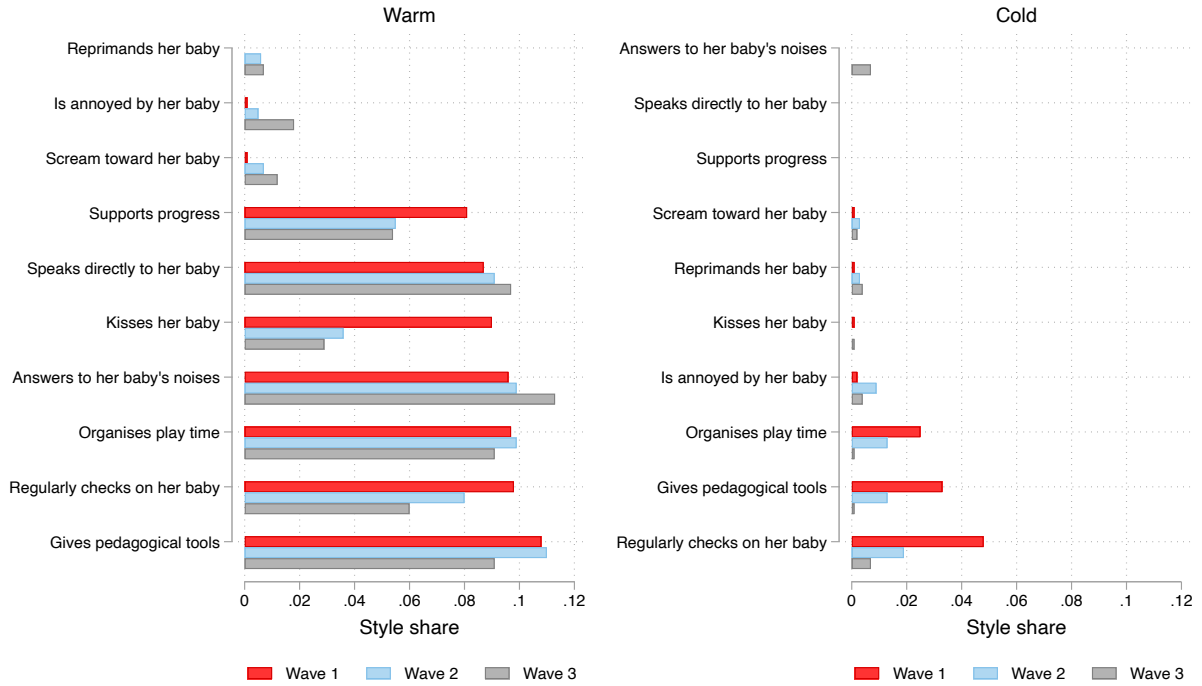 Warm
Reprimands her baby
Is annoyed by her baby
Scream toward her baby
Supports progress
Speaks directly to her baby
Kisses her baby
Answers to her baby's noises
Organises play time
Regularly checks on her baby
Gives pedagogical tools
0 .02 .04 .06 .08 .1 .12
Style share
Wave 1 Wave 2 Wave 3
Cold
Answers to her baby's noises
Speaks directly to her baby
Supports progress
Scream toward her baby
Reprimands her baby
Kisses her baby
Is annoyed by her baby
Organises play time
Gives pedagogical tools
Regularly checks on her baby
0 .02 .04 .06 .08 .1 .12
Style share
Wave 1 Wave 2 Wave 3